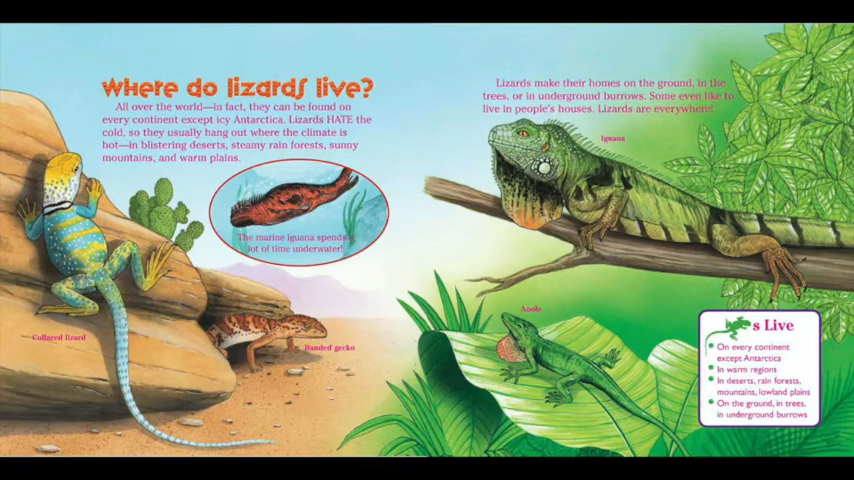 Where do lizards live?
All over the world—in fact, they can be found on
every continent except icy Antarctica. Lizards HATE the
cold, so they usually hang out where the climate is
hot—in blistering deserts, steamy rain forests, sunny
mountains, and warm plains.
The marine iguana spends
lot of time underwater!
Collared lizard
Banded gecko
Lizards make their homes on the ground, in the
trees, or in underground burrows. Some even like to
live in people's houses. Lizards are everywhere!
Iguana
Anole
s Live
• On every continent
except Antarctica
• In warm regions
• In deserts, rain forests,
mountains, lowland plains
• On the ground, in trees,
in underground burrows